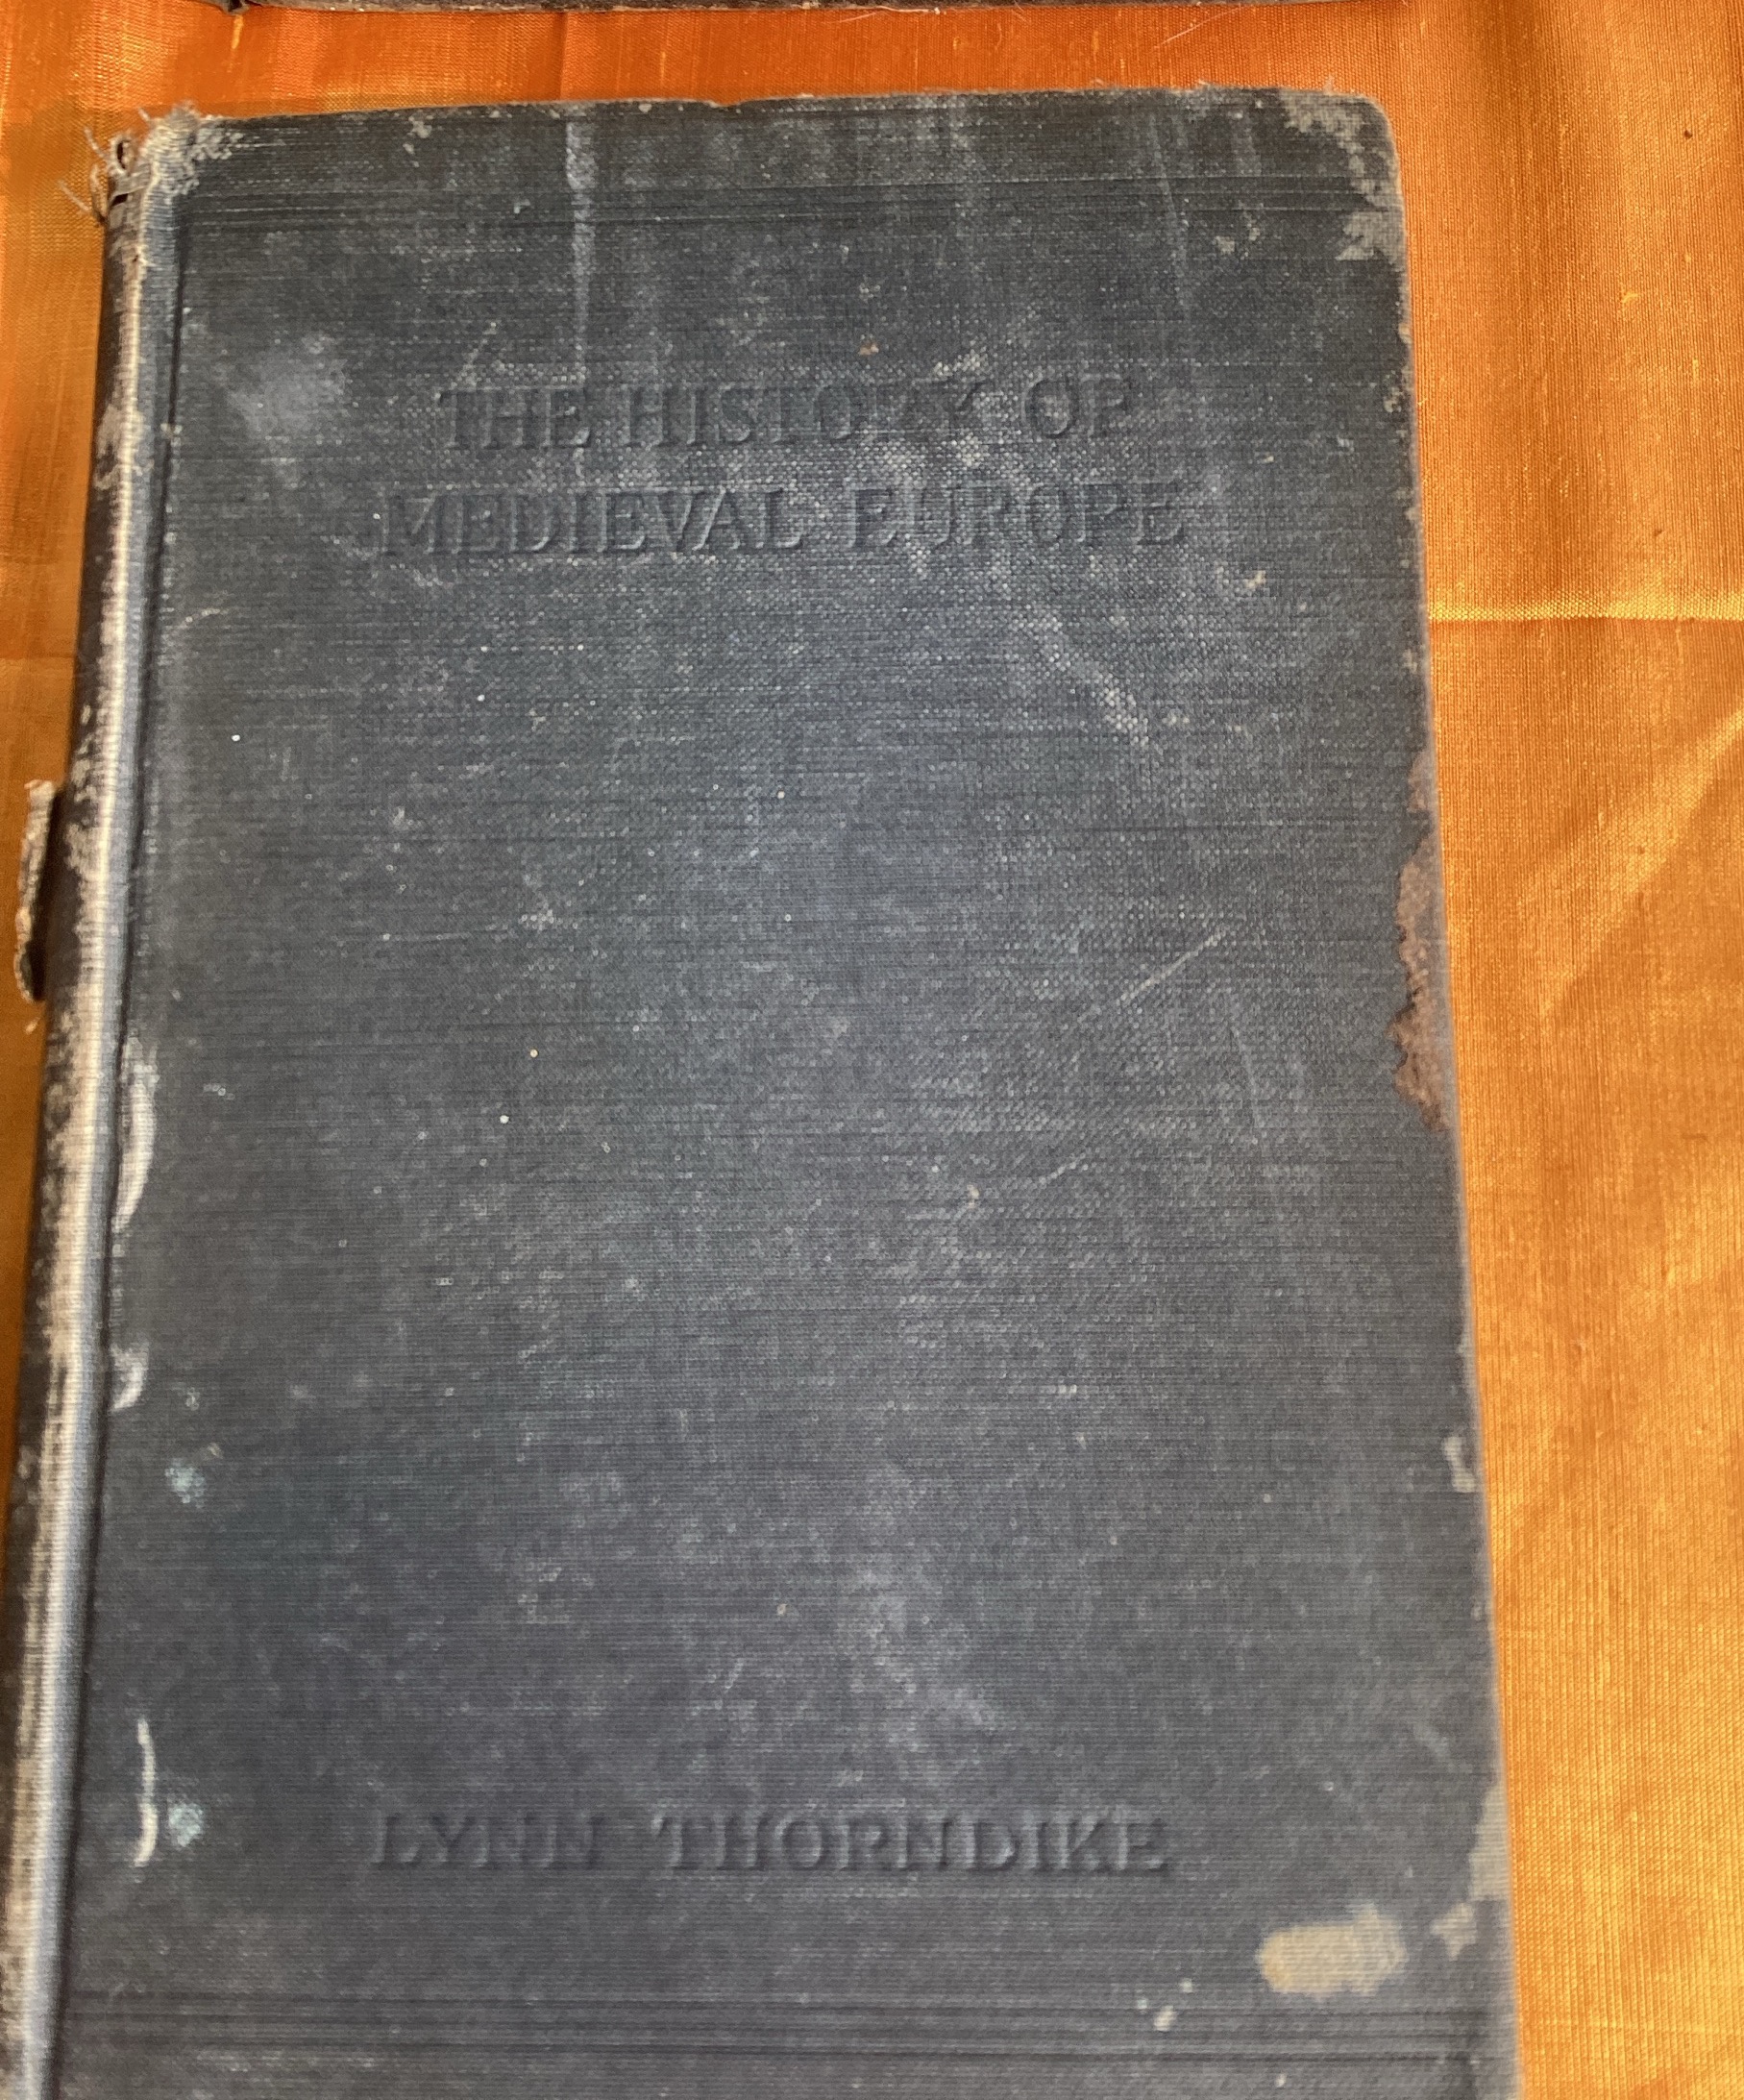 THE HISTORY OF
MEDIEVAL EUROPE
LYNN THORNDIKE